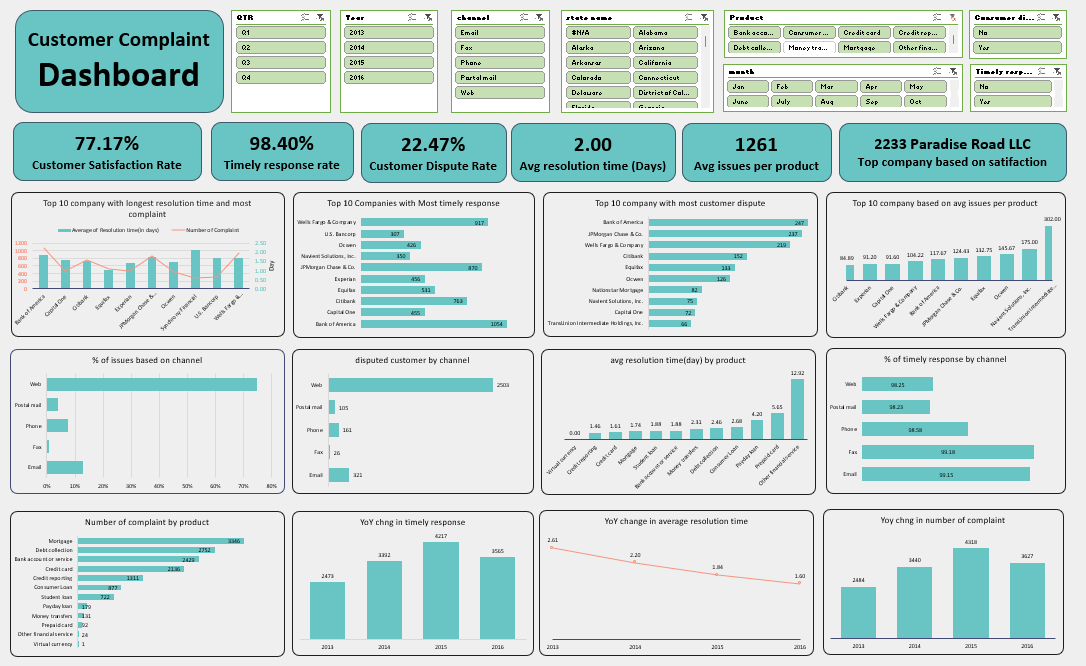 Customer Complaint
Dashboard
QTR
Q1
Q2
Q3
Q4
Year
2013
2014
2015
2016
channel
Email
Fax
Phone
Postal mail
Web
state name
#N/A
Alabama
Alaska
Arizona
Arkansas
California
Colorado
Connecticut
Delaware
District of Col...
Florida
Georgia
Product
Bank acco...
Consumer ...
Credit card
Credit rep...
Debt colle...
Money tra...
Mortgage
Other fina...
month
Jan
Feb
Mar
Apr
May
June
July
Aug
Sep
Oct
Consumer di...
No
Yes
Timely resp...
No
Yes
77.17%
Customer Satisfaction Rate
98.40%
Timely response rate
22.47%
Customer Dispute Rate
2.00
Avg resolution time (Days)
1261
Avg issues per product
2233 Paradise Road LLC
Top company based on satifaction
Top 10 company with longest resolution time and most
complaint
Average of Resolution time(in days)
Number of Complaint
1200
1000
800
600
400
200
0
2.50
2.00
1.50
1.00
0.50
0.00
Day
Bank of America
Capital One
Citibank
Equifax
Experian
JPMorgan Chase &...
Ocwen
Synchrony Financial
U.S. Bancorp
Wells Fargo &...
Top 10 Companies with Most timely response
Wells Fargo & Company 917
U.S. Bancorp 307
Ocwen 426
Navient Solutions, Inc. 350
JPMorgan Chase & Co. 870
Experian 456
Equifax 531
Citibank 763
Capital One 455
Bank of America 1054
Top 10 company with most customer dispute
Bank of America 247
JPMorgan Chase & Co. 237
Wells Fargo & Company 219
Citibank 152
Equifax 133
Ocwen 126
Nationstar Mortgage 82
Navient Solutions, Inc. 75
Capital One 72
TransUnion Intermediate Holdings, Inc. 66
Top 10 company based on avg issues per product
84.89
91.20
91.60
104.22
117.67
124.43
132.75
145.67
175.00
302.00
Citibank
Experian
Capital One
Wells Fargo & Company
Bank of America
JPMorgan Chase & Co.
Equifax
Ocwen
Navient Solutions, Inc.
TransUnion Intermediate...
% of issues based on channel
Web
Postal mail
Phone
Fax
Email
0% 10% 20% 30% 40% 50% 60% 70% 80%
disputed customer by channel
Web 2503
Postal mail 105
Phone 161
Fax 26
Email 321
avg resolution time(day) by product
0.00
1.46
1.61
1.74
1.88
1.88
2.31
2.46
2.68
4.20
5.65
12.92
Virtual currency
Credit reporting
Credit card
Mortgage
Student loan
Bank account or service
Money transfers
Debt collection
Consumer Loan
Payday loan
Prepaid card
Other financial service
% of timely response by channel
Web 98.25
Postal mail 98.23
Phone 98.58
Fax 99.18
Email 99.15
Number of complaint by product
Mortgage 3346
Debt collection 2752
Bank account or service 2429
Credit card 2136
Credit reporting 1311
Consumer Loan 877
Student loan 722
Payday loan 179
Money transfers 131
Prepaid card 92
Other financial service 24
Virtual currency 1
YoY chng in timely response
2473
3392
4217
3565
2013 2014 2015 2016
YoY change in average resolution time
2.61
2.20
1.84
1.60
2013 2014 2015 2016
Yoy chng in number of complaint
2484
3440
4318
3627
2013 2014 2015 2016